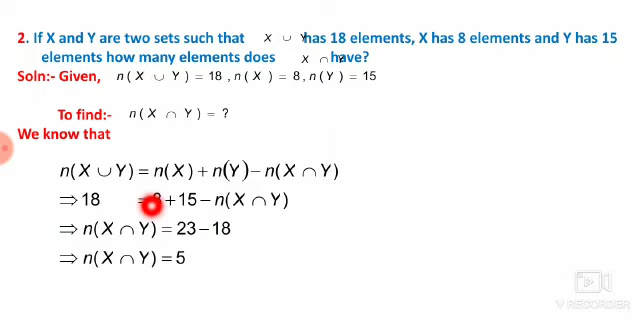 2. If X and Y are two sets such that X ∪ Y has 18 elements, X has 8 elements and Y has 15
elements how many elements does X ∩ Y have?
Soln:- Given, n ( X ∪ Y ) = 18 , n ( X ) = 8 , n ( Y ) = 15
To find:- n ( X ∩ Y ) = ?
We know that
n(X ∪ Y) = n(X) + n(Y) − n(X ∩ Y)
⇒ 18 = 8 + 15 − n(X ∩ Y)
⇒ n(X ∩ Y) = 23 − 18
⇒ n(X ∩ Y) = 5
V RECORDER